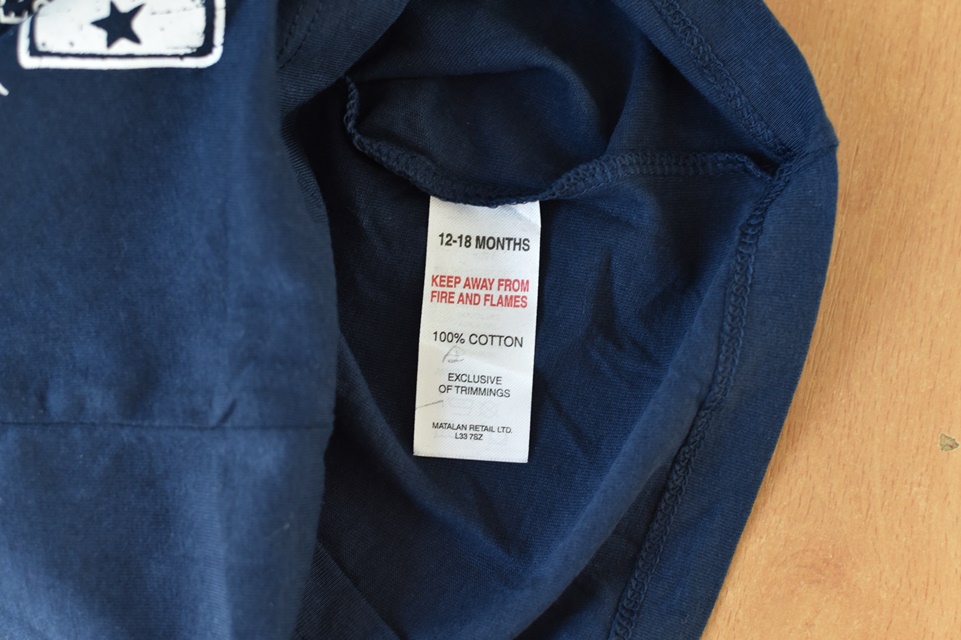 12-18 MONTHS
KEEP AWAY FROM
FIRE AND FLAMES
100% COTTON
EXCLUSIVE
OF TRIMMINGS
MATALAN RETAIL LTD.
L33 7SZ